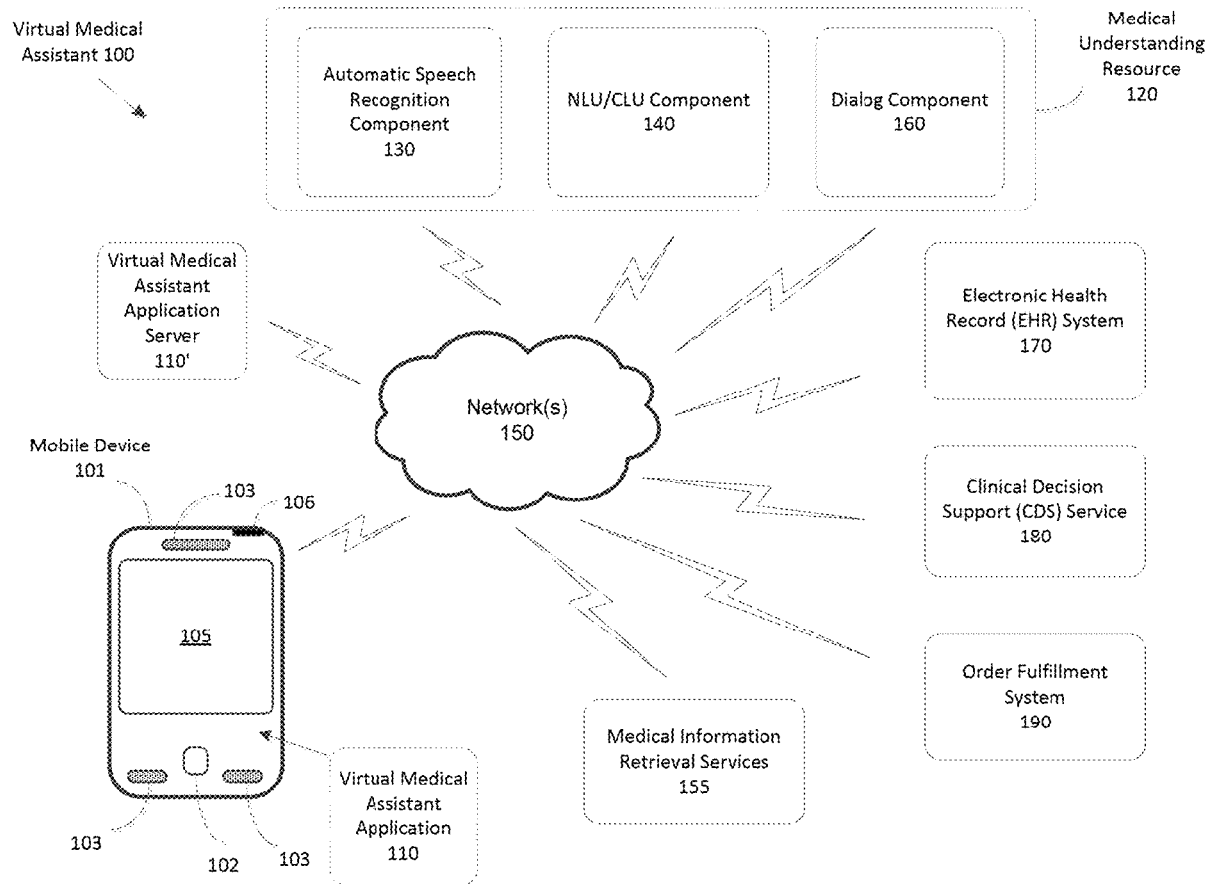 Virtual Medical
Assistant 100
Automatic Speech
Recognition
Component
130
NLU/CLU Component
140
Dialog Component
160
Medical
Understanding
Resource
120
Virtual Medical
Assistant
Application
Server
110'
Electronic Health
Record (EHR) System
170
Network(s)
150
Mobile Device
101
103
106
Clinical Decision
Support (CDS) Service
180
105
Order Fulfillment
System
190
Medical Information
Retrieval Services
155
Virtual Medical
Assistant
Application
110
103
102
103